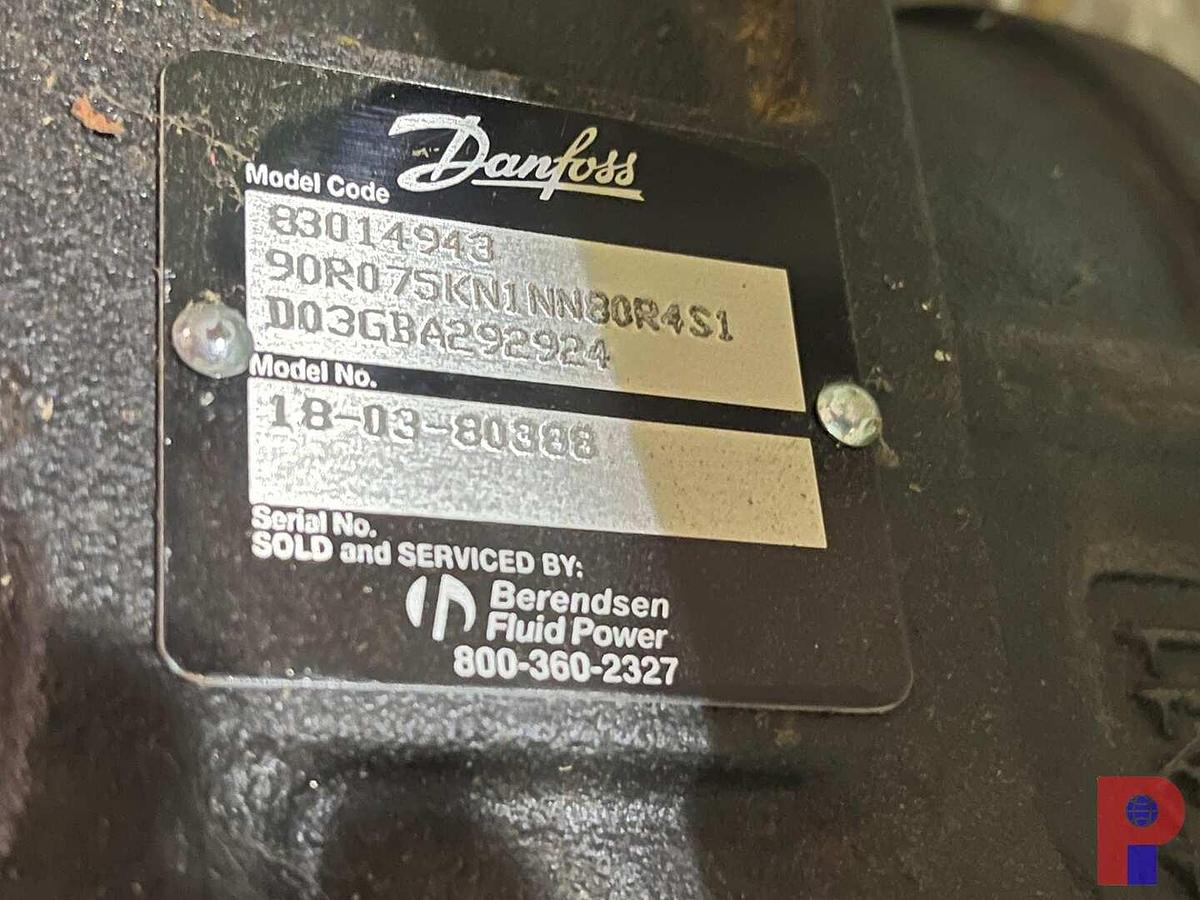 Danfoss
Model Code
83014943
90R075KN1NN80R4S1
D03GBA292924
Model No.
18-03-80388
Serial No.
SOLD and SERVICED BY:
Berendsen
Fluid Power
800-360-2327